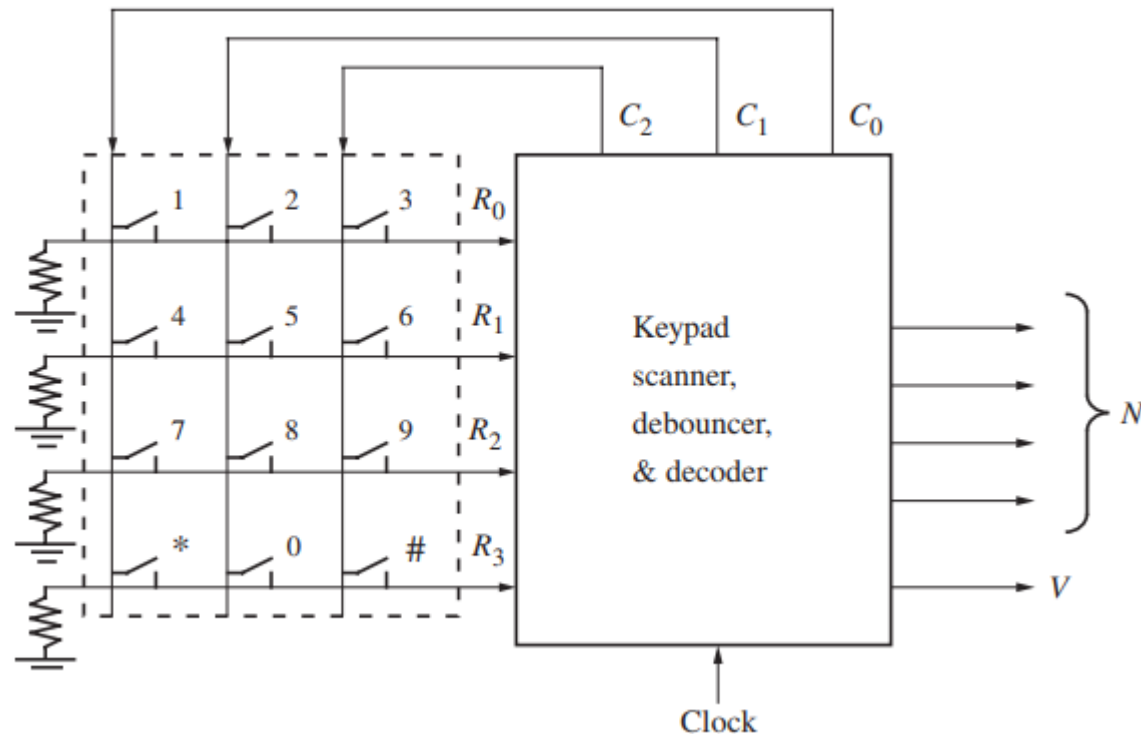 C2 C1 C0
1 2 3 R0
4 5 6 R1
7 8 9 R2
* 0 # R3
Keypad
scanner,
debouncer,
& decoder
N
V
Clock